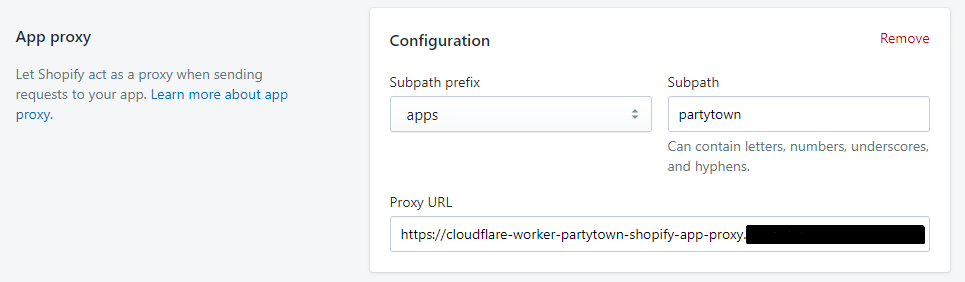 App proxy
Let Shopify act as a proxy when sending
requests to your app. Learn more about app
proxy.
Configuration
Remove
Subpath prefix
apps
Subpath
partytown
Can contain letters, numbers, underscores,
and hyphens.
Proxy URL
https://cloudflare-worker-partytown-shopify-app-proxy.